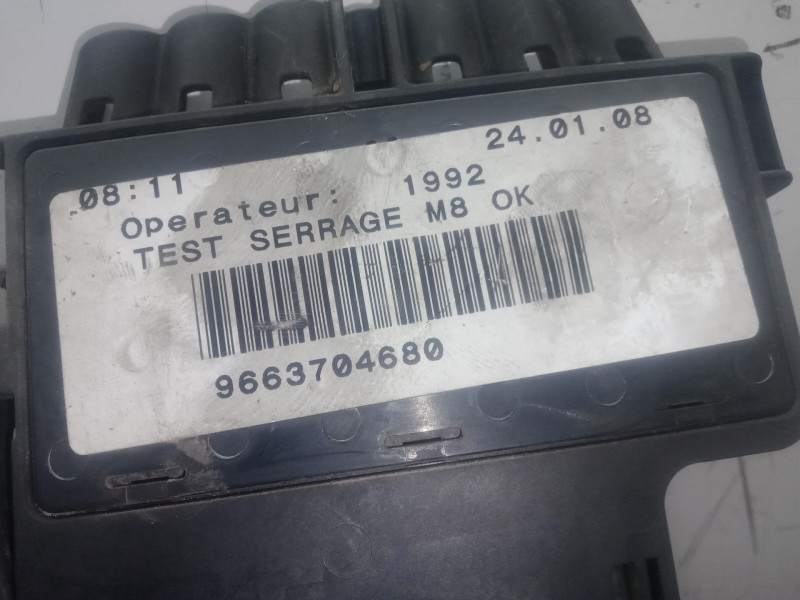 08:11 24.01.08
Operateur: 1992
TEST SERRAGE M8 OK
9663704680